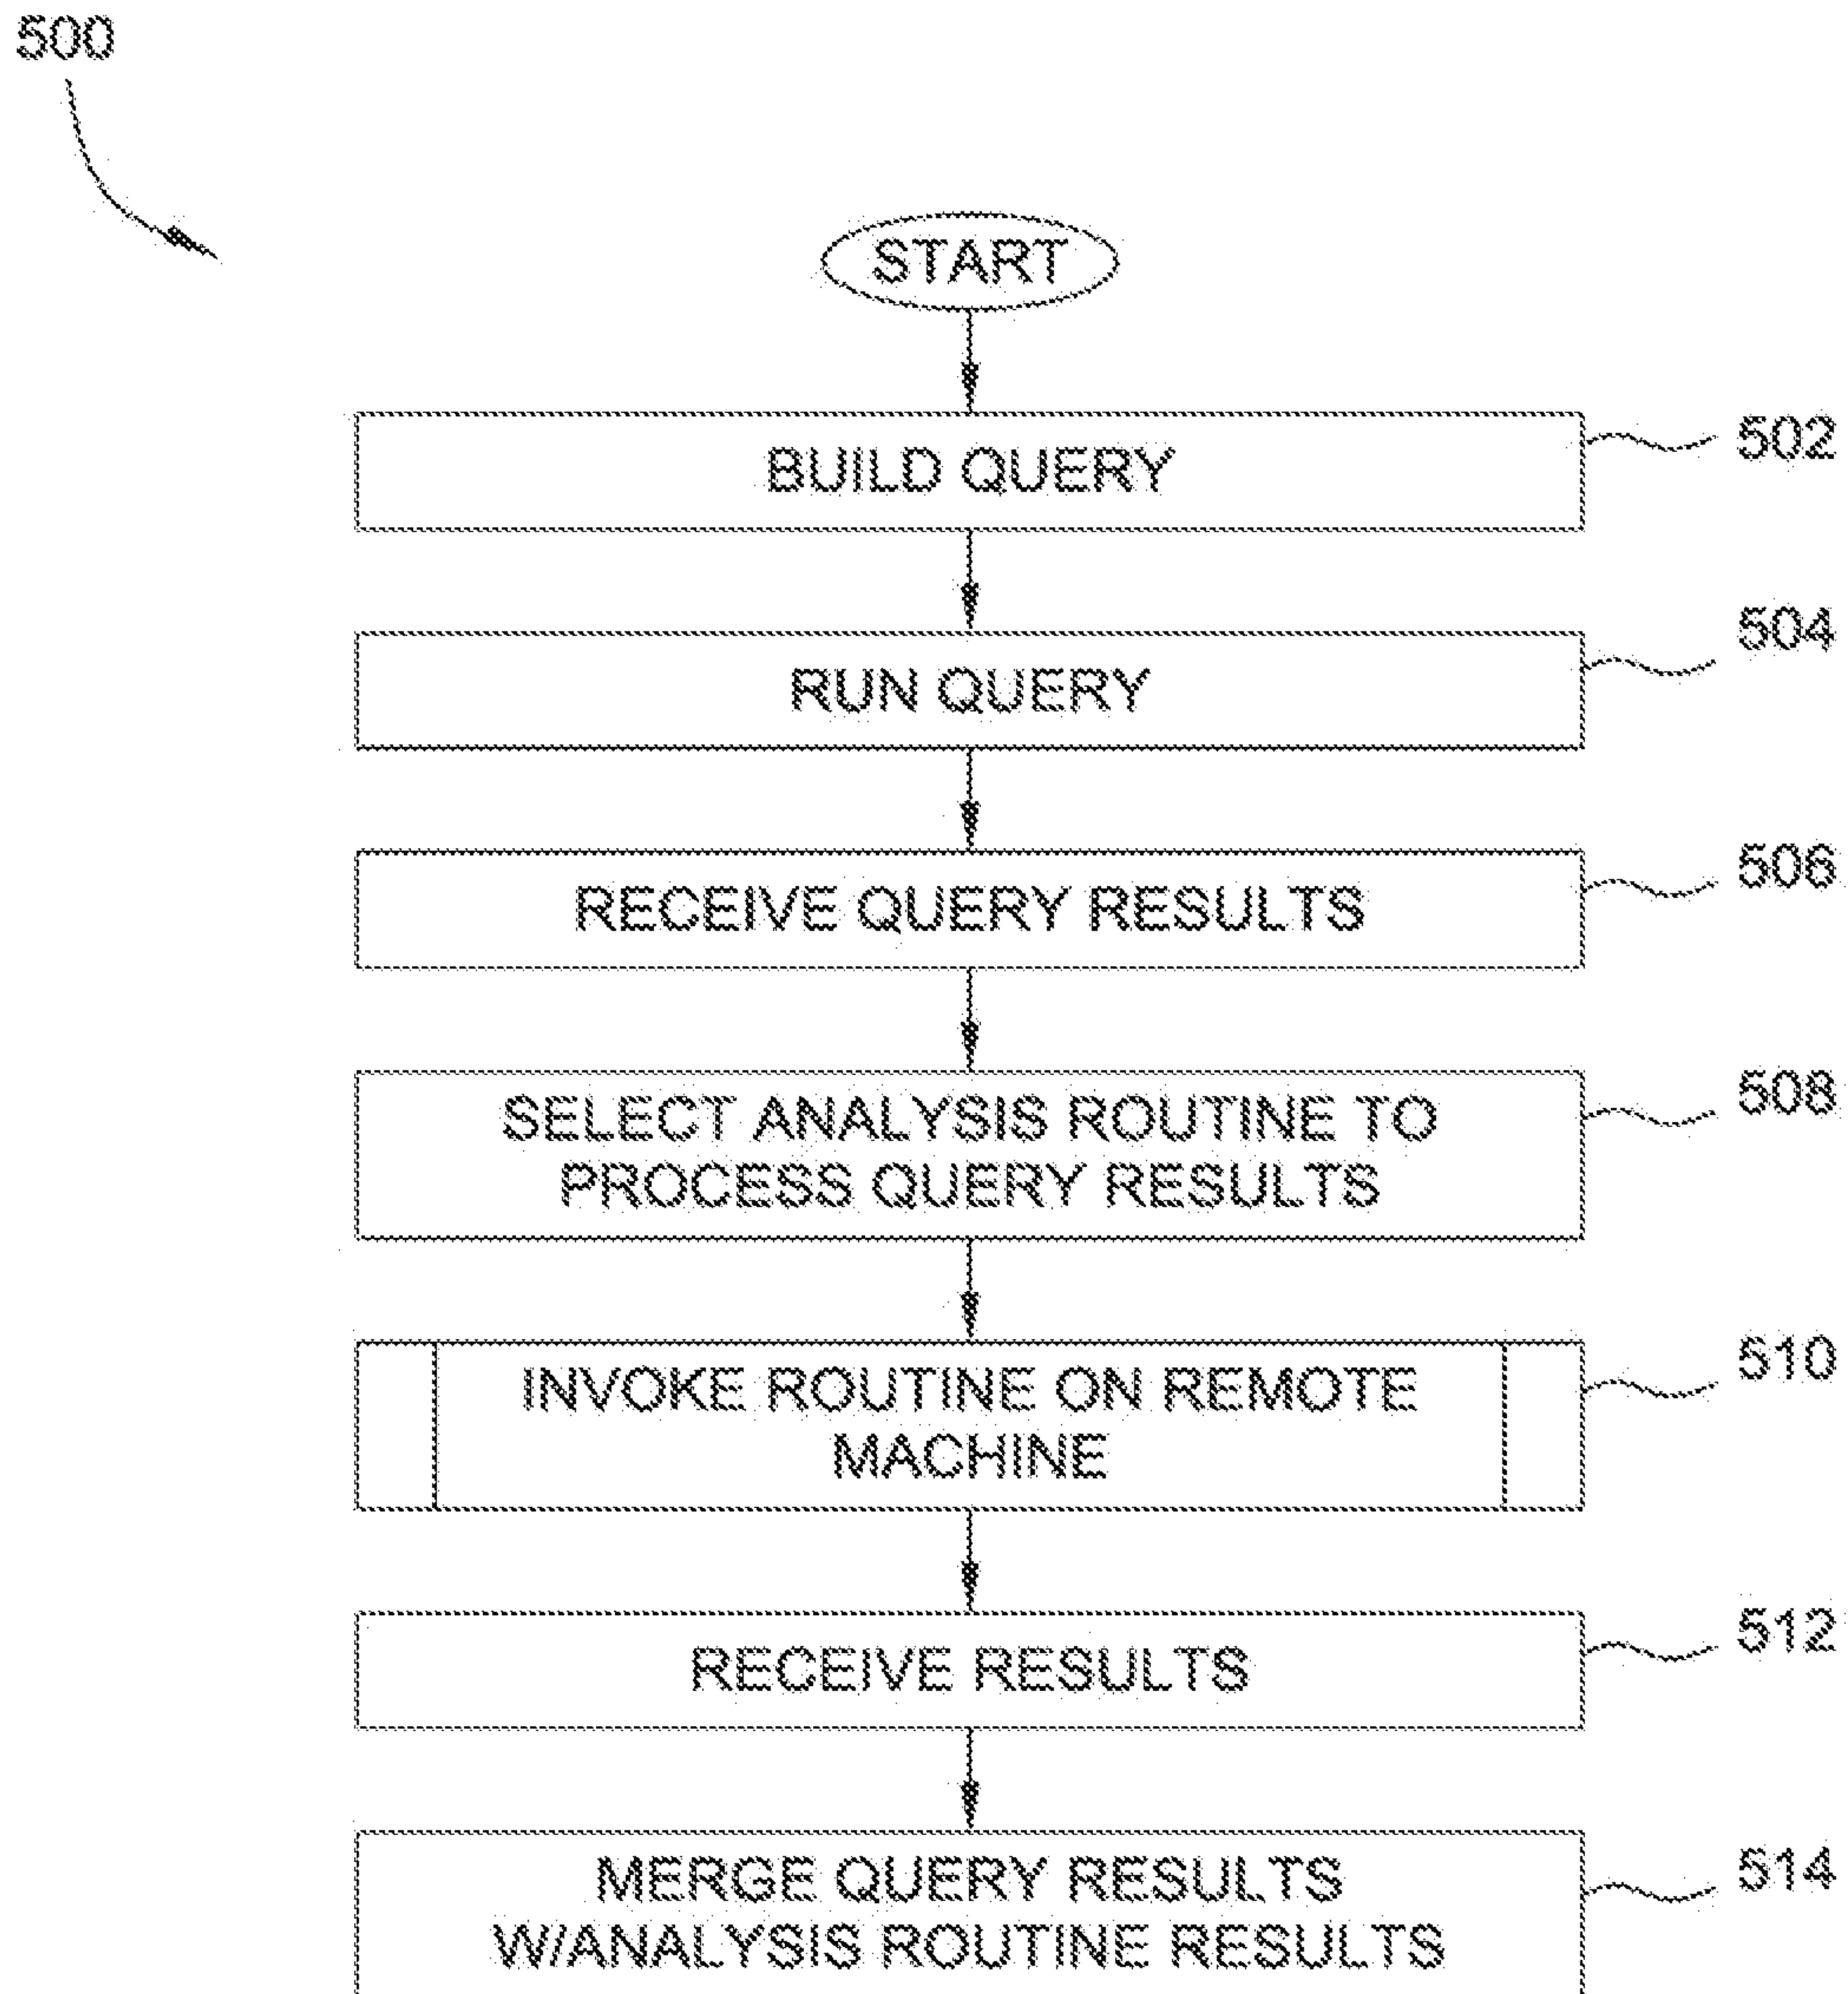 500
START
BUILD QUERY
502
RUN QUERY
504
RECEIVE QUERY RESULTS
506
SELECT ANALYSIS ROUTINE TO
PROCESS QUERY RESULTS
508
INVOKE ROUTINE ON REMOTE
MACHINE
510
RECEIVE RESULTS
512
MERGE QUERY RESULTS
W/ANALYSIS ROUTINE RESULTS
514